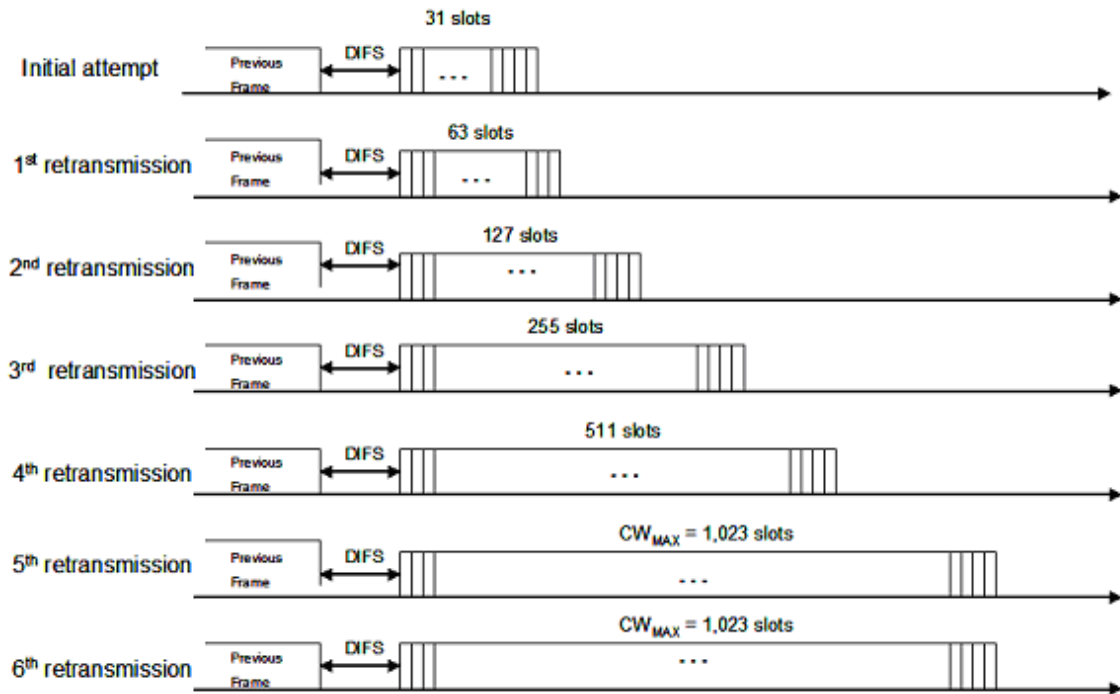 31 slots
Initial attempt
Previous
Frame
DIFS
- - -
63 slots
1st retransmission
Previous
Frame
DIFS
- - -
127 slots
2nd retransmission
Previous
Frame
DIFS
- - -
255 slots
3rd retransmission
Previous
Frame
DIFS
- - -
511 slots
4th retransmission
Previous
Frame
DIFS
- - -
CWMAX = 1,023 slots
5th retransmission
Previous
Frame
DIFS
- - -
CWMAX = 1,023 slots
6th retransmission
Previous
Frame
DIFS
- - -